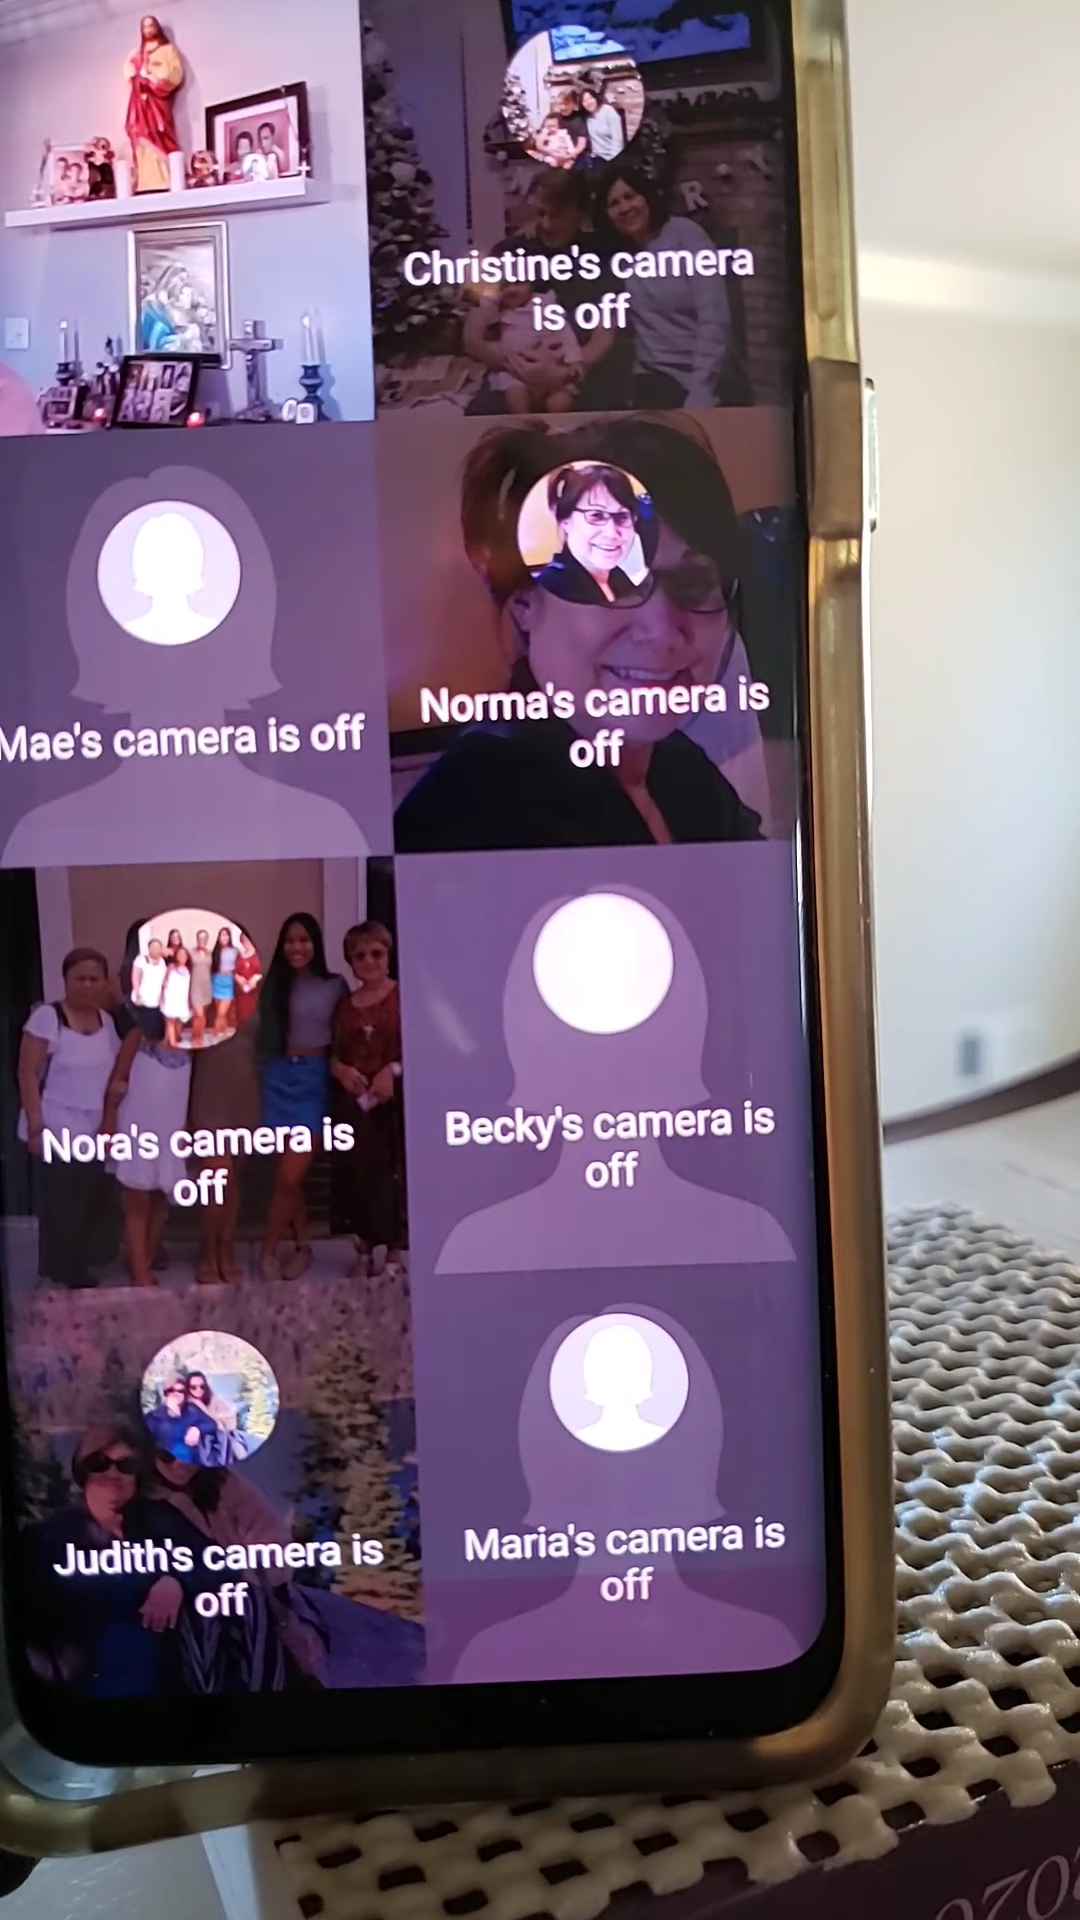 Christine's camera
is off
Mae's camera is off
Norma's camera is
off
Nora's camera is
off
Becky's camera is
off
Judith's camera is
off
Maria's camera is
off